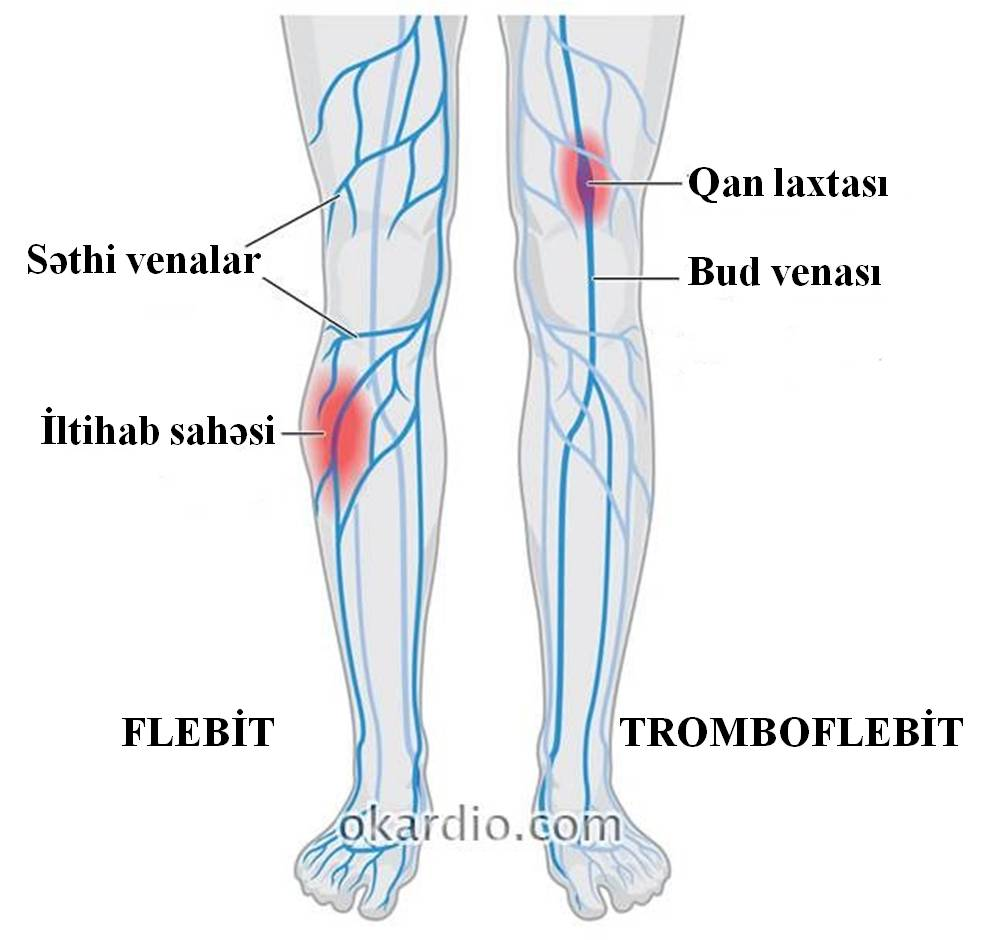 Qan laxtası
Səthi venalar
Bud venası
İltihab sahəsi
FLEBİT
TROMBOFLEBİT
okardio.com